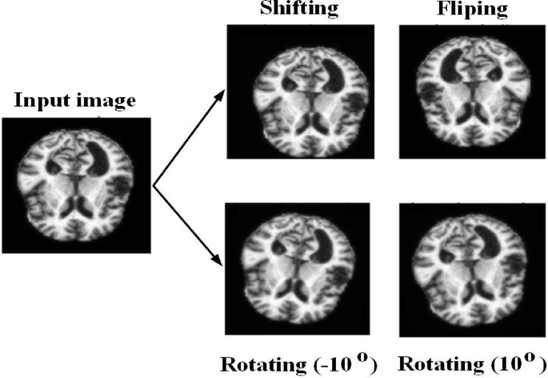 Shifting
Fliping
Input image
Rotating (-10°)
Rotating (10°)